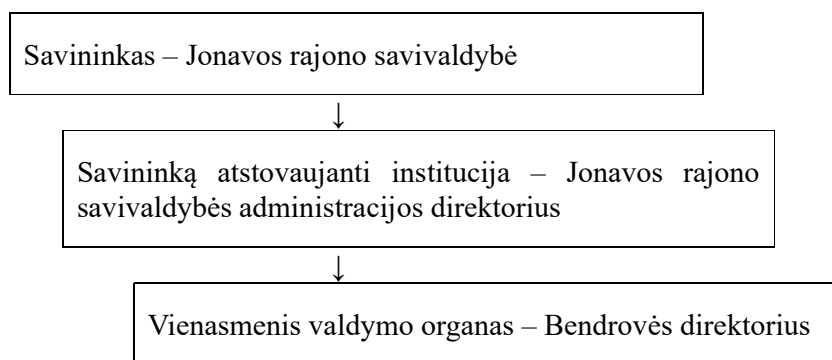 Savininkas – Jonavos rajono savivaldybė
↓
Savininką atstovaujanti institucija – Jonavos rajono
savivaldybės administracijos direktorius
↓
Vienasmenis valdymo organas – Bendrovės direktorius